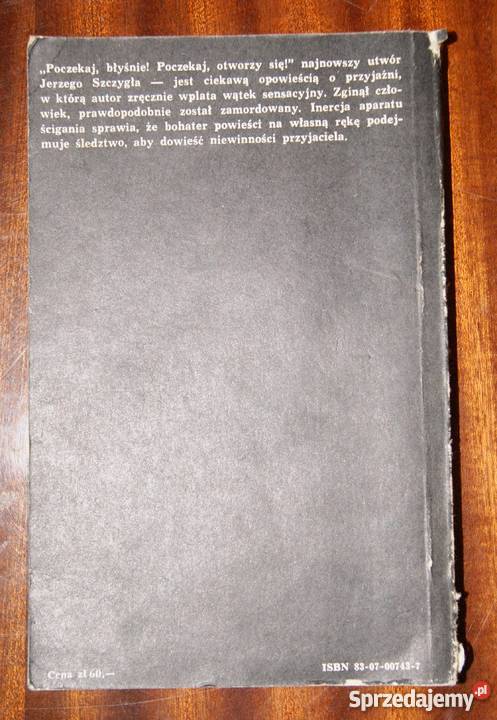 „Poczekaj, błyśnie! Poczekaj, otworzy się!" najnowszy utwór
Jerzego Szczygła — jest ciekawą opowieścią o przyjaźni,
w którą autor zręcznie wplata wątek sensacyjny. Zginął czło-
wiek, prawdopodobnie został zamordowany. Inercja aparatu
ścigania sprawia, że bohater powieści na własną rękę podej-
muje śledztwo, aby dowieść niewinności przyjaciela.
Cena zł 60,—
ISBN 83-07-00743-7
Sprzedajemy.pl